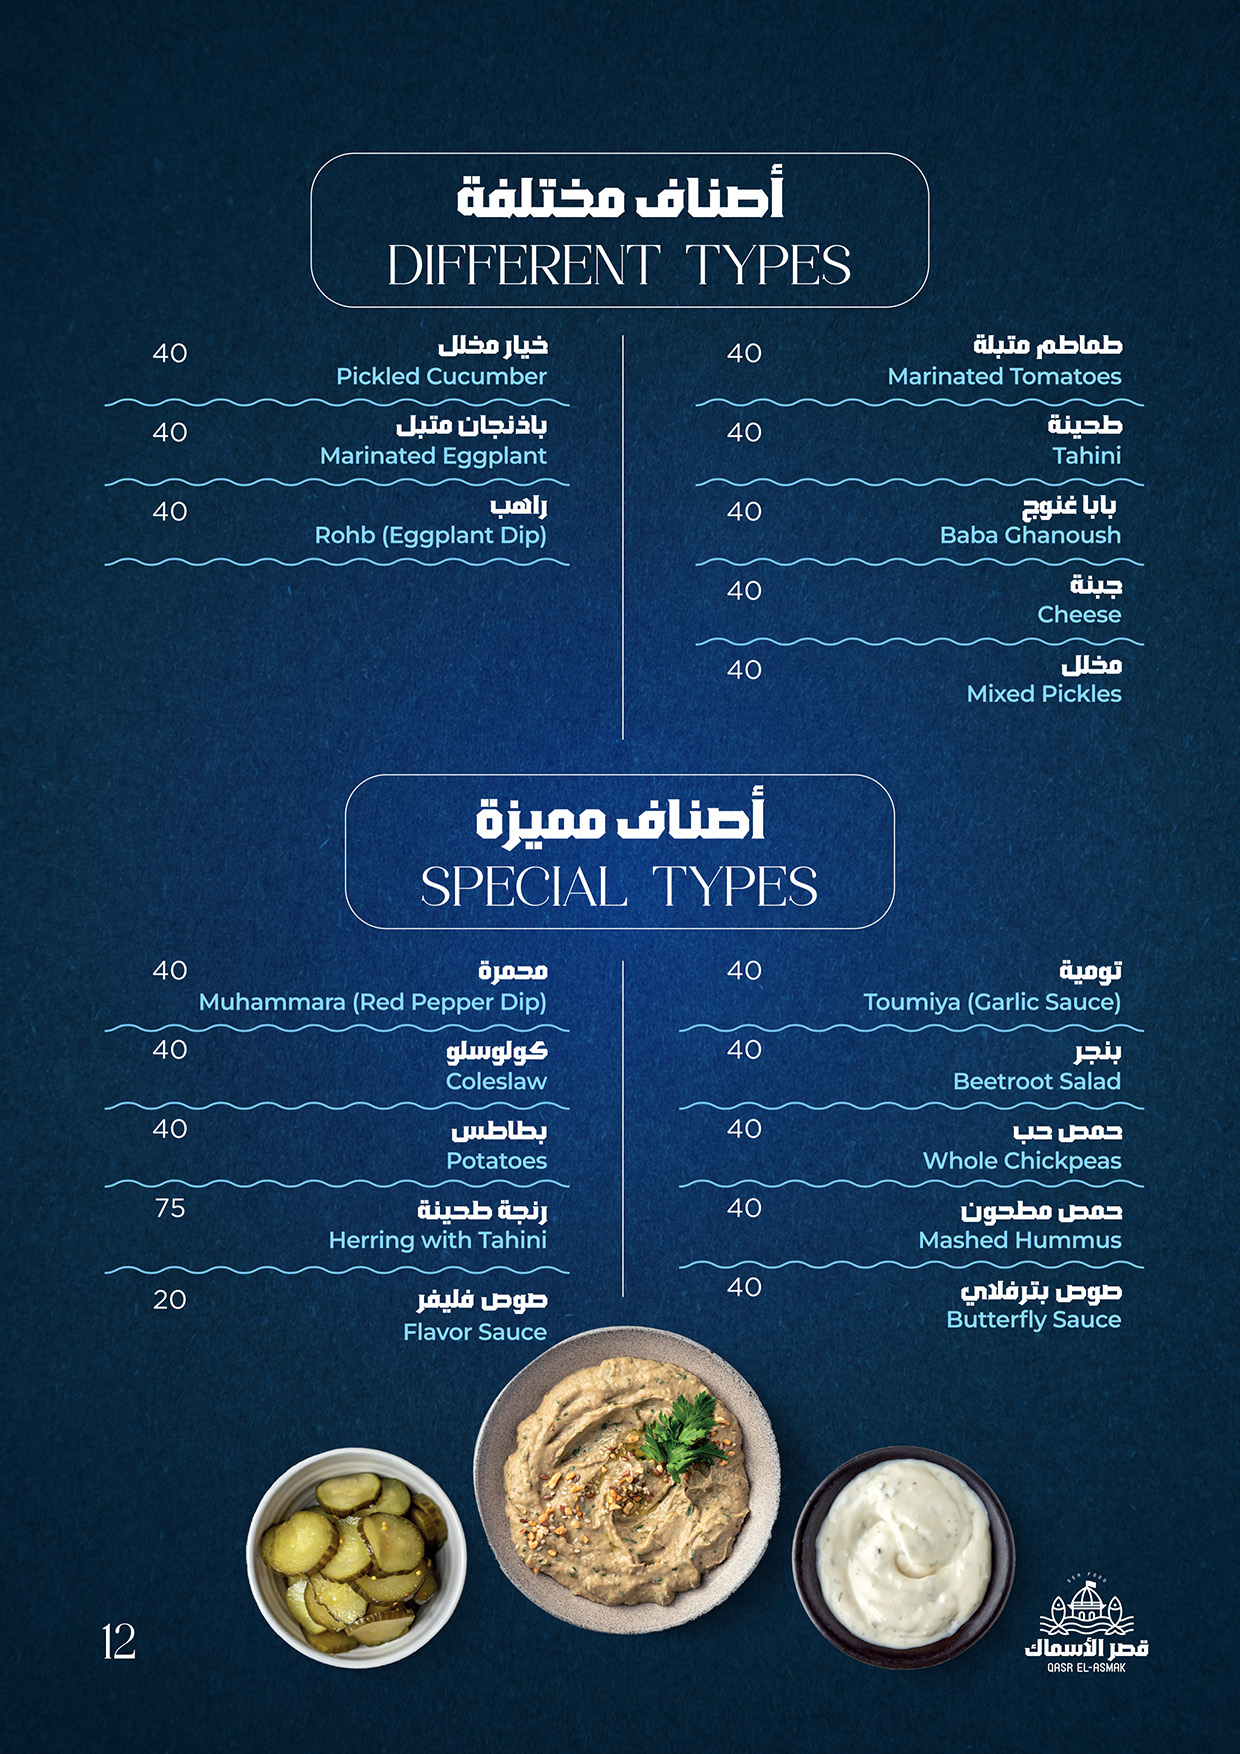 أصناف مختلفة
DIFFERENT TYPES
طماطم متبلة
40
Marinated Tomatoes
طحينة
40
Tahini
بابا غنوج
40
Baba Ghanoush
جبنة
40
Cheese
مخلل
40
Mixed Pickles
خيار مخلل
40
Pickled Cucumber
باذنجان متبل
40
Marinated Eggplant
راهب
40
Rohb (Eggplant Dip)
أصناف مميزة
SPECIAL TYPES
تومية
40
Toumiya (Garlic Sauce)
بنجر
40
Beetroot Salad
حمص حب
40
Whole Chickpeas
حمص مطحون
40
Mashed Hummus
صوص بترفلاي
40
Butterfly Sauce
محمرة
40
Muhammara (Red Pepper Dip)
كولوسلو
40
Coleslaw
بطاطس
40
Potatoes
رنجة طحينة
75
Herring with Tahini
صوص فليفر
20
Flavor Sauce
12
SEA FOOD
قصر الأسماك
QASR EL-ASMAK